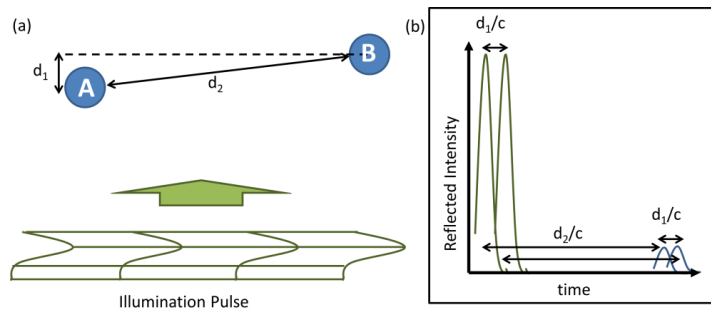 (a)
d₁
A
B
d₂
Illumination Pulse
(b)
d₁/c
Reflected Intensity
d₁/c
d₂/c
time